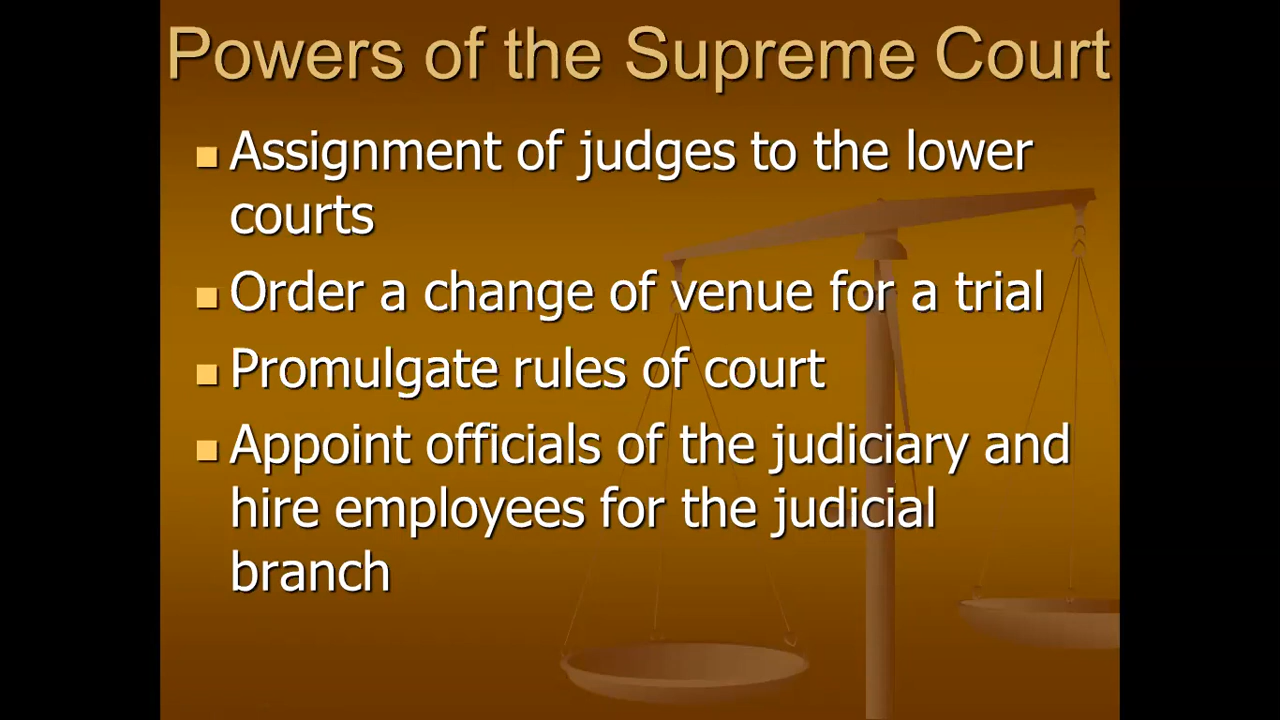 Powers of the Supreme Court
Assignment of judges to the lower
courts
Order a change of venue for a trial
Promulgate rules of court
Appoint officials of the judiciary and
hire employees for the judicial
branch